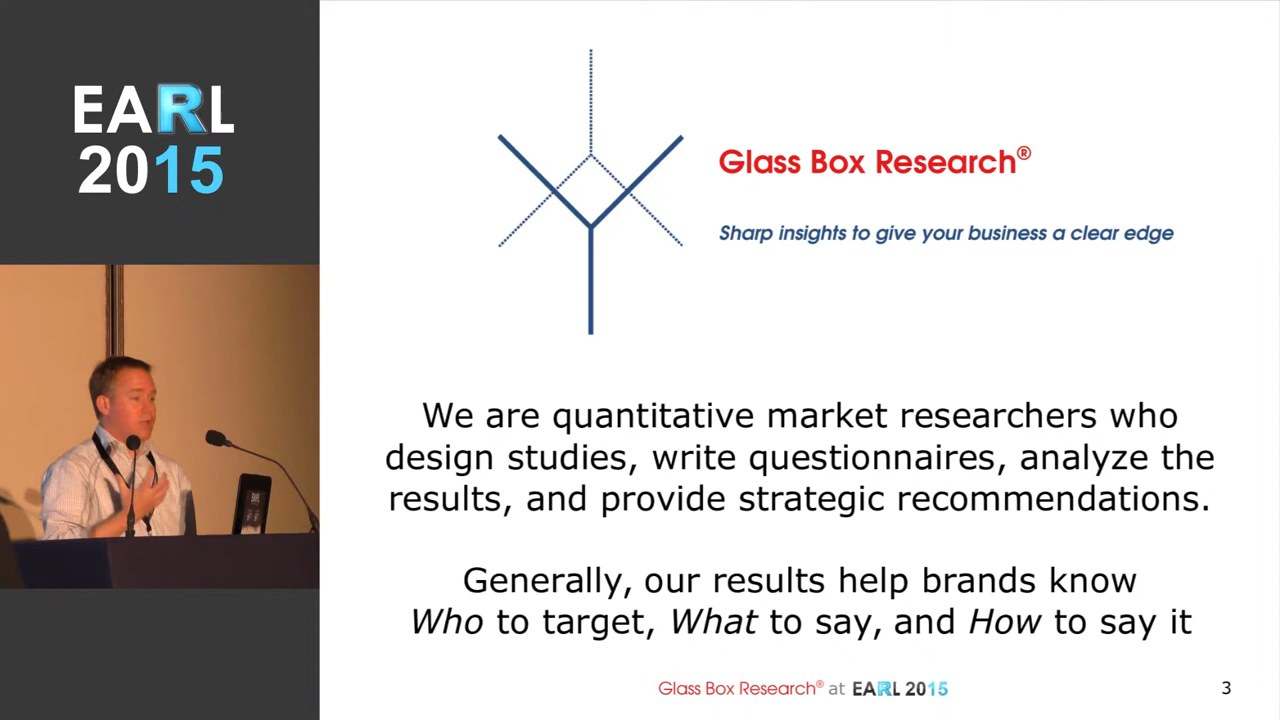 EARL
2015
Glass Box Research®
Sharp insights to give your business a clear edge
We are quantitative market researchers who
design studies, write questionnaires, analyze the
results, and provide strategic recommendations.
Generally, our results help brands know
Who to target, What to say, and How to say it
Glass Box Research® at EARL 2015
3